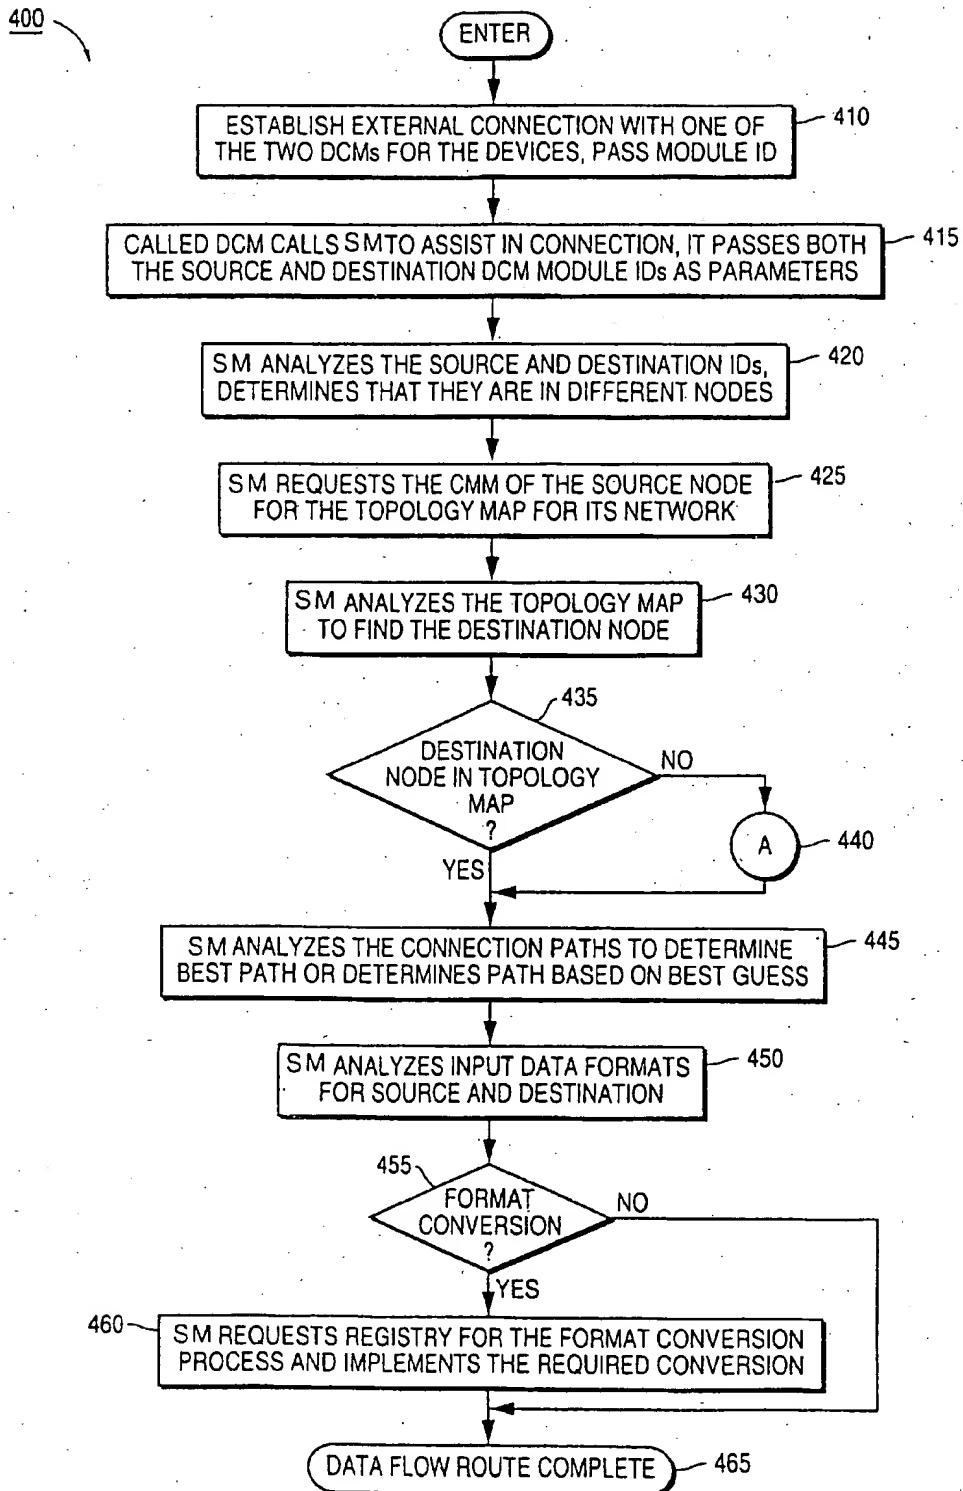 400
ENTER
ESTABLISH EXTERNAL CONNECTION WITH ONE OF
THE TWO DCMs FOR THE DEVICES, PASS MODULE ID
410
CALLED DCM CALLS SM TO ASSIST IN CONNECTION, IT PASSES BOTH
THE SOURCE AND DESTINATION DCM MODULE IDs AS PARAMETERS
415
SM ANALYZES THE SOURCE AND DESTINATION IDs,
DETERMINES THAT THEY ARE IN DIFFERENT NODES
420
SM REQUESTS THE CMM OF THE SOURCE NODE
FOR THE TOPOLOGY MAP FOR ITS NETWORK
425
SM ANALYZES THE TOPOLOGY MAP
TO FIND THE DESTINATION NODE
430
435
DESTINATION
NODE IN TOPOLOGY
MAP
?
NO
A
440
YES
SM ANALYZES THE CONNECTION PATHS TO DETERMINE
BEST PATH OR DETERMINES PATH BASED ON BEST GUESS
445
SM ANALYZES INPUT DATA FORMATS
FOR SOURCE AND DESTINATION
450
455
FORMAT
CONVERSION
?
NO
YES
460
SM REQUESTS REGISTRY FOR THE FORMAT CONVERSION
PROCESS AND IMPLEMENTS THE REQUIRED CONVERSION
DATA FLOW ROUTE COMPLETE
465